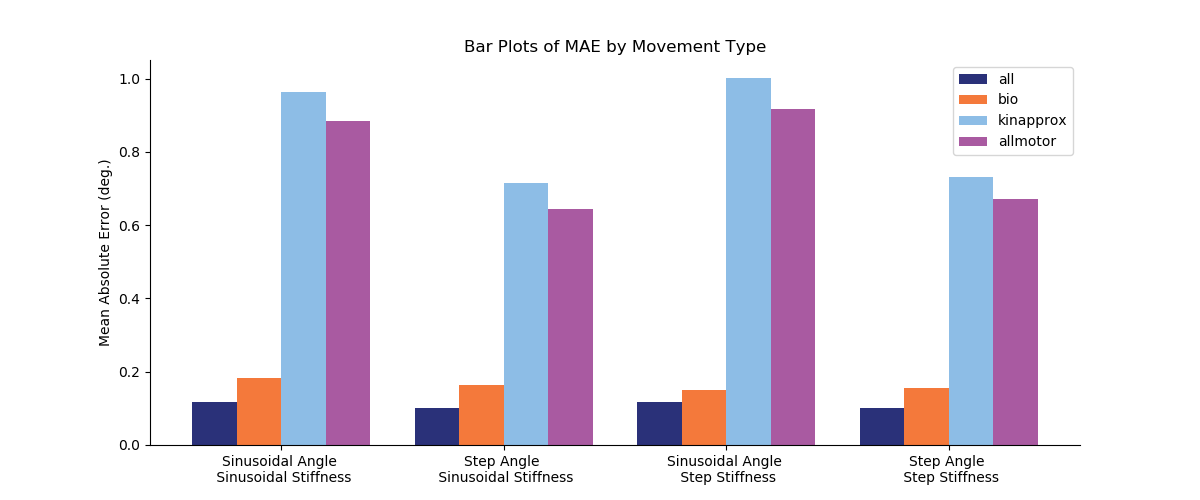 Bar Plots of MAE by Movement Type
1.0
0.8
0.6
0.4
0.2
0.0
Mean Absolute Error (deg.)
all
bio
kinapprox
allmotor
Sinusoidal Angle
Sinusoidal Stiffness
Step Angle
Sinusoidal Stiffness
Sinusoidal Angle
Step Stiffness
Step Angle
Step Stiffness